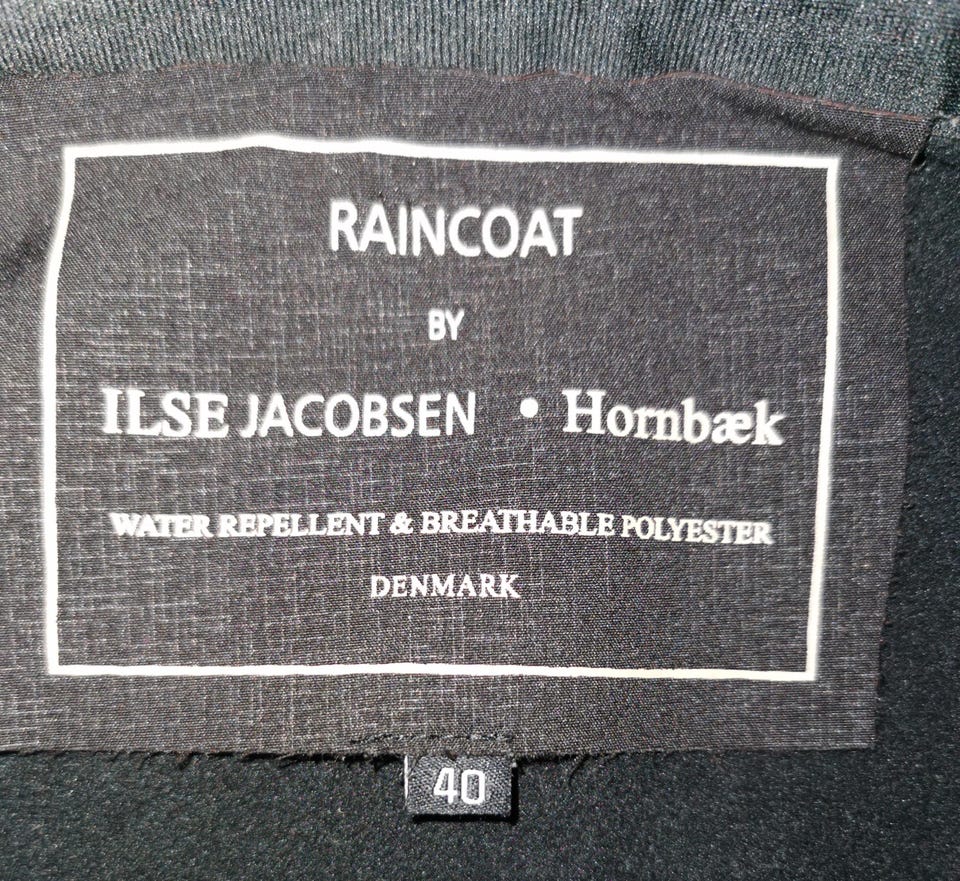 RAINCOAT
BY
ILSE JACOBSEN • Hornbæk
WATER REPELLENT & BREATHABLE POLYESTER
DENMARK
40